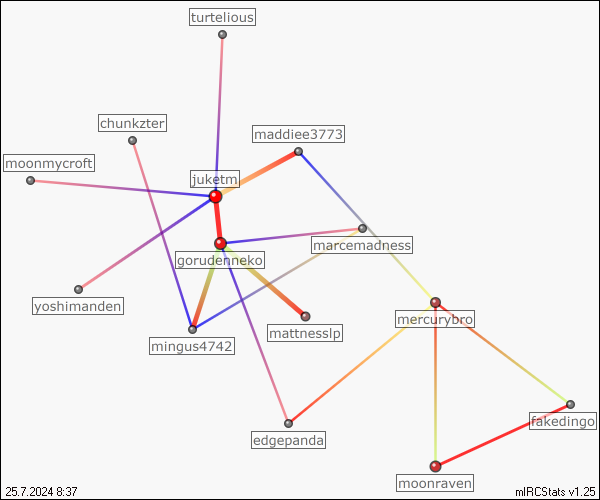 turtelious
chunkzter
maddiee3773
moonmycroft
juketm
marcemadness
gorudenneko
yoshimanden
mercurybro
mattnesslp
mingus4742
fakedingo
edgepanda
moonraven
25.7.2024 8:37
mIRCStats v1.25